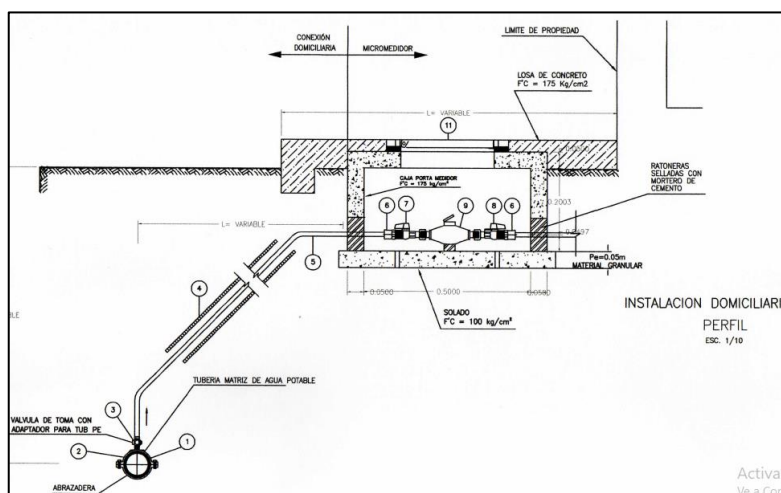 CONEXIÓN
DOMICILIARIA
MICROMEDIDOR
LIMITE DE PROPIEDAD
LOSA DE CONCRETO
F'C = 175 Kg/cm2
L= VARIABLE
11
CAJA PORTA MEDIDOR
F'C = 175 kg/cm²
RATONERAS
SELLADAS CON
MORTERO DE
CEMENTO
0.2003
L= VARIABLE
6
7
9
8
6
5
Pe=0.05m
MATERIAL GRANULAR
4
0.0500
0.5000
0.0500
SOLADO
F'C = 100 kg/cm²
INSTALACION DOMICILIARI
PERFIL
ESC. 1/10
BLE
TUBERIA MATRIZ DE AGUA POTABLE
3
VALVULA DE TOMA CON
ADAPTADOR PARA TUB PE
2
1
ABRAZADERA
Activa